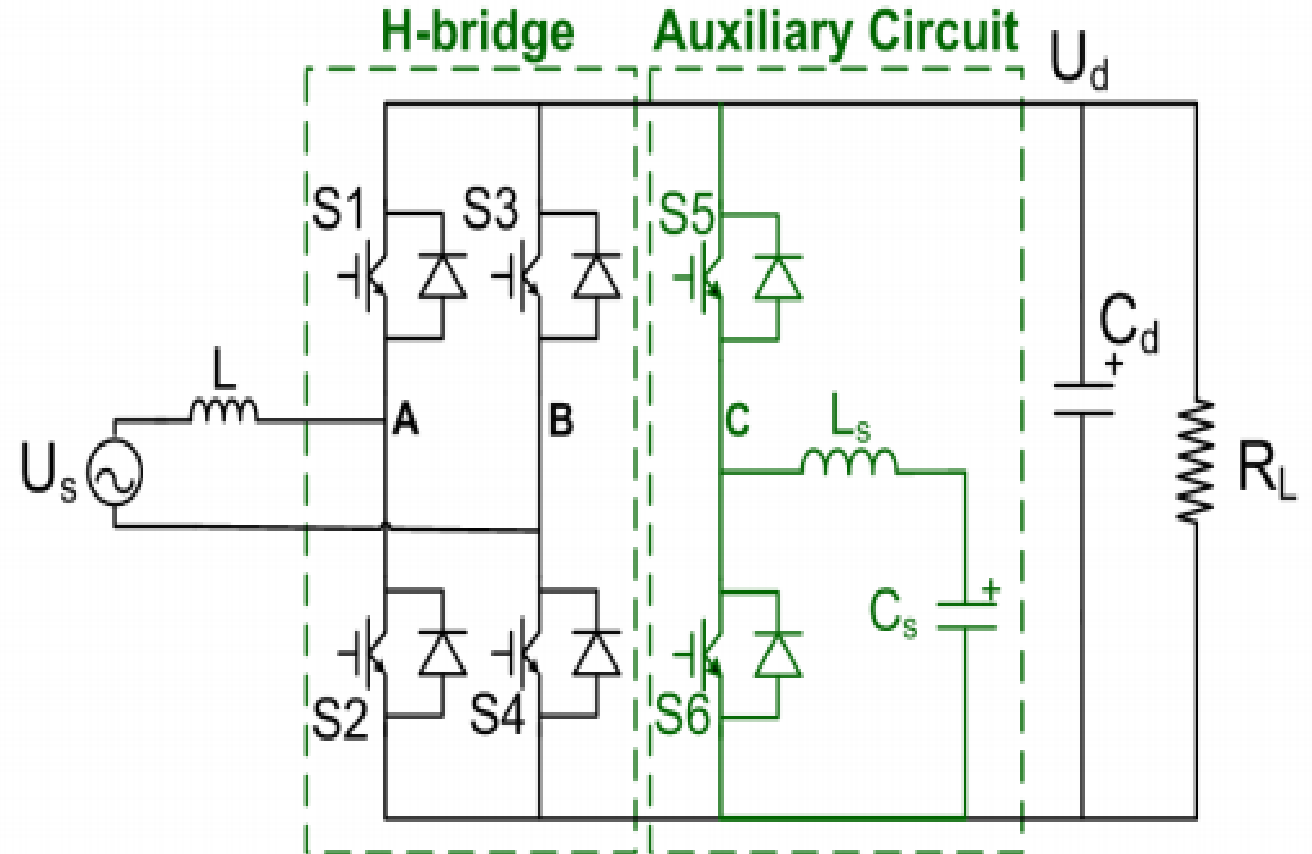 H-bridge
Auxiliary Circuit
Ud
S1
S3
S5
Cd
+
L
A
B
C
Ls
Us
RL
Cs
+
S2
S4
S6